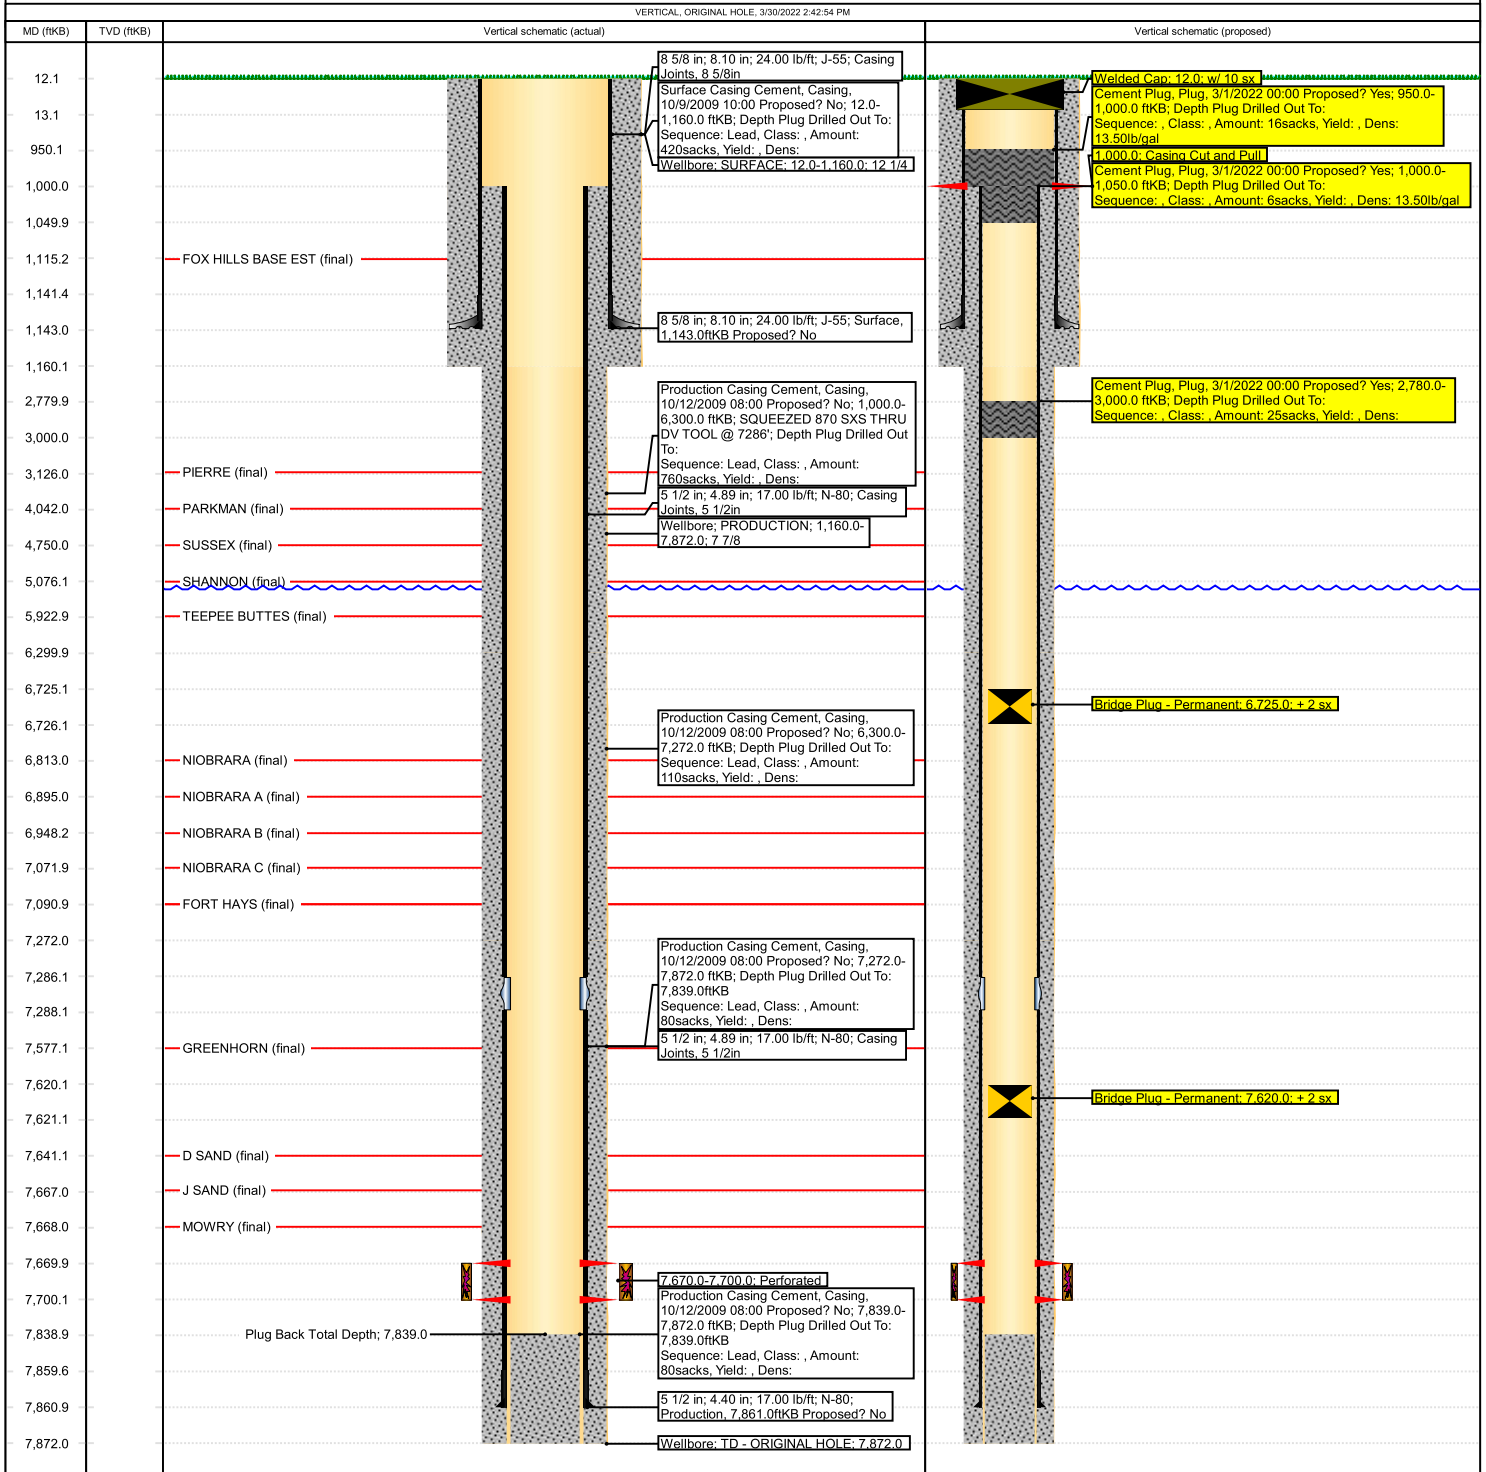 VERTICAL, ORIGINAL HOLE, 3/30/2022 2:42:54 PM
MD (ftKB)
TVD (ftKB)
Vertical schematic (actual)
Vertical schematic (proposed)
12.1
13.1
950.1
1,000.0
1,049.9
1,115.2
1,141.4
1,143.0
1,160.1
2,779.9
3,000.0
3,126.0
4,042.0
4,750.0
5,076.1
5,922.9
6,299.9
6,725.1
6,726.1
6,813.0
6,895.0
6,948.2
7,071.9
7,090.9
7,272.0
7,286.1
7,288.1
7,577.1
7,620.1
7,621.1
7,641.1
7,667.0
7,668.0
7,669.9
7,700.1
7,838.9
7,859.6
7,860.9
7,872.0
FOX HILLS BASE EST (final)
PIERRE (final)
PARKMAN (final)
SUSSEX (final)
SHANNON (final)
TEEPEE BUTTES (final)
NIOBRARA (final)
NIOBRARA A (final)
NIOBRARA B (final)
NIOBRARA C (final)
FORT HAYS (final)
GREENHORN (final)
D SAND (final)
J SAND (final)
MOWRY (final)
Plug Back Total Depth; 7,839.0
8 5/8 in; 8.10 in; 24.00 lb/ft; J-55; Casing
Joints, 8 5/8in
Surface Casing Cement, Casing,
10/9/2009 10:00 Proposed? No; 12.0-
1,160.0 ftKB; Depth Plug Drilled Out To:
Sequence: Lead, Class: , Amount:
420sacks, Yield: , Dens:
Wellbore; SURFACE; 12.0-1,160.0; 12 1/4
8 5/8 in; 8.10 in; 24.00 lb/ft; J-55; Surface,
1,143.0ftKB Proposed? No
Production Casing Cement, Casing,
10/12/2009 08:00 Proposed? No; 1,000.0-
6,300.0 ftKB; SQUEEZED 870 SXS THRU
DV TOOL @ 7286'; Depth Plug Drilled Out
To:
Sequence: Lead, Class: , Amount:
760sacks, Yield: , Dens:
5 1/2 in; 4.89 in; 17.00 lb/ft; N-80; Casing
Joints, 5 1/2in
Wellbore; PRODUCTION; 1,160.0-
7,872.0; 7 7/8
Production Casing Cement, Casing,
10/12/2009 08:00 Proposed? No; 6,300.0-
7,272.0 ftKB; Depth Plug Drilled Out To:
Sequence: Lead, Class: , Amount:
110sacks, Yield: , Dens:
Production Casing Cement, Casing,
10/12/2009 08:00 Proposed? No; 7,272.0-
7,872.0 ftKB; Depth Plug Drilled Out To:
7,839.0ftKB
Sequence: Lead, Class: , Amount:
80sacks, Yield: , Dens:
5 1/2 in; 4.89 in; 17.00 lb/ft; N-80; Casing
Joints, 5 1/2in
7,670.0-7,700.0; Perforated
Production Casing Cement, Casing,
10/12/2009 08:00 Proposed? No; 7,839.0-
7,872.0 ftKB; Depth Plug Drilled Out To:
7,839.0ftKB
Sequence: Lead, Class: , Amount:
80sacks, Yield: , Dens:
5 1/2 in; 4.40 in; 17.00 lb/ft; N-80;
Production, 7,861.0ftKB Proposed? No
Wellbore; TD - ORIGINAL HOLE; 7,872.0
Welded Cap; 12.0; w/ 10 sx
Cement Plug, Plug, 3/1/2022 00:00 Proposed? Yes; 950.0-
1,000.0 ftKB; Depth Plug Drilled Out To:
Sequence: , Class: , Amount: 16sacks, Yield: , Dens:
13.50lb/gal
1,000.0; Casing Cut and Pull
Cement Plug, Plug, 3/1/2022 00:00 Proposed? Yes; 1,000.0-
1,050.0 ftKB; Depth Plug Drilled Out To:
Sequence: , Class: , Amount: 6sacks, Yield: , Dens: 13.50lb/gal
Cement Plug, Plug, 3/1/2022 00:00 Proposed? Yes; 2,780.0-
3,000.0 ftKB; Depth Plug Drilled Out To:
Sequence: , Class: , Amount: 25sacks, Yield: , Dens:
Bridge Plug - Permanent; 6,725.0; + 2 sx
Bridge Plug - Permanent; 7,620.0; + 2 sx